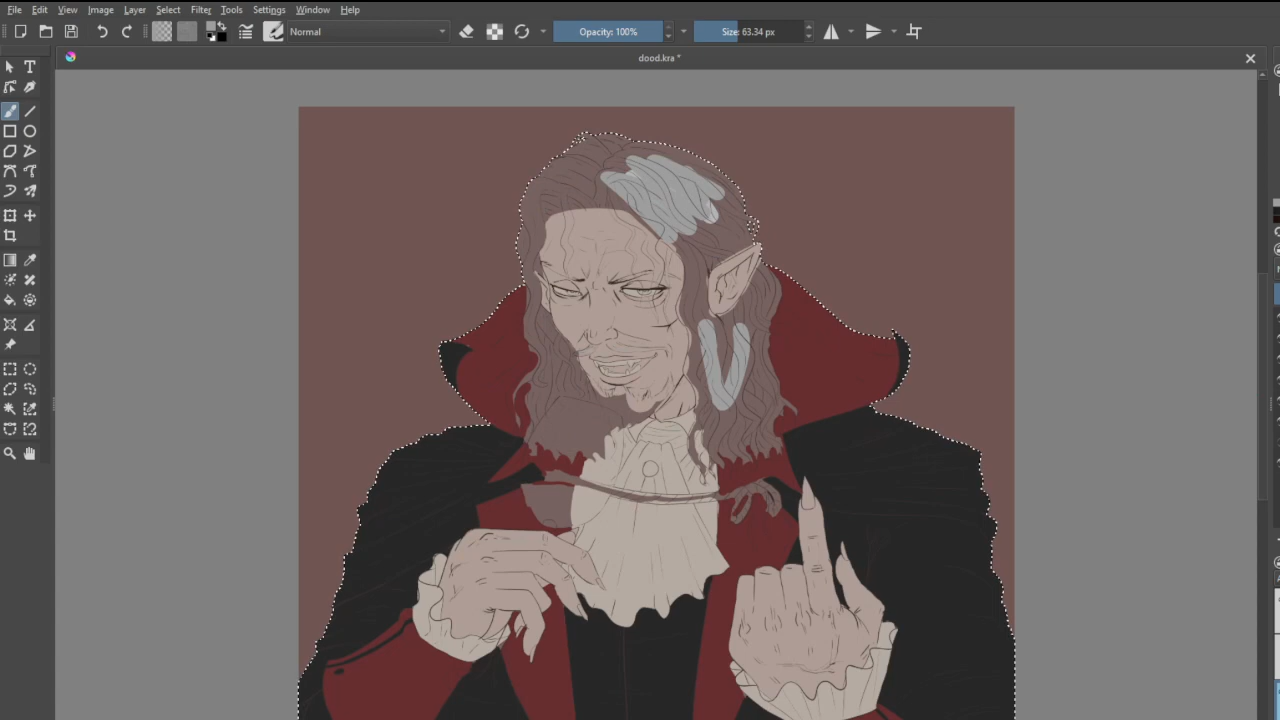 File Edit View Image Layer Select Filter Tools Settings Window Help
Normal Opacity: 100% Size: 63.34 px
dood.kra *